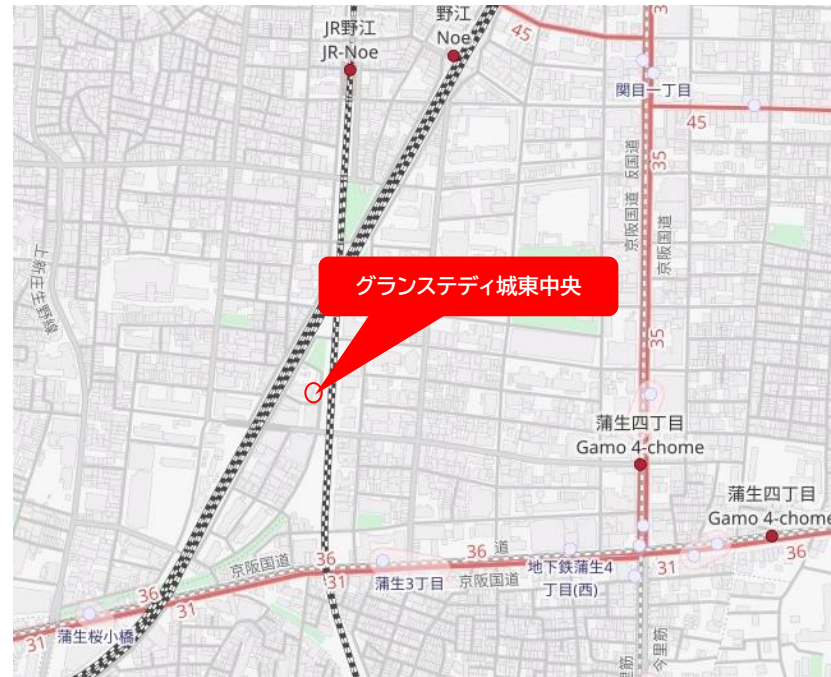 JR野江
JR-Noe
野江
Noe
45
3
関目一丁目
45
35
京阪国道
阪国道
京阪国道
上新庄生野線
グランステディ城東中央
35
蒲生四丁目
Gamo 4-chome
蒲生四丁目
Gamo 4-chome
36
京阪国道
36
31
36
道
地下鉄蒲生4
丁目(西)
31
36
蒲生3丁目
京阪国道
36
31
31
蒲生桜小橋
里筋
今里筋